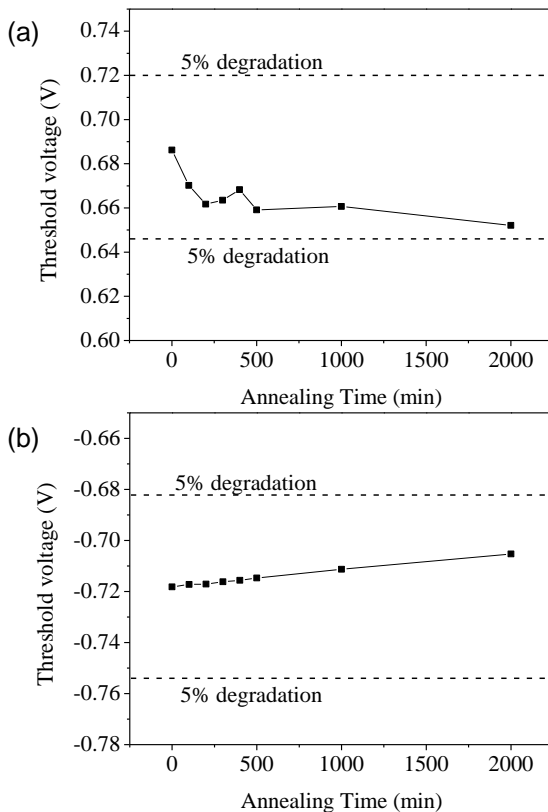 (a)
0.74
5% degradation
0.72
0.70
0.68
0.66
0.64
5% degradation
0.62
0.60
Threshold voltage (V)
0 500 1000 1500 2000
Annealing Time (min)
(b)
-0.66
5% degradation
-0.68
-0.70
-0.72
-0.74
-0.76
5% degradation
-0.78
Threshold voltage (V)
0 500 1000 1500 2000
Annealing Time (min)